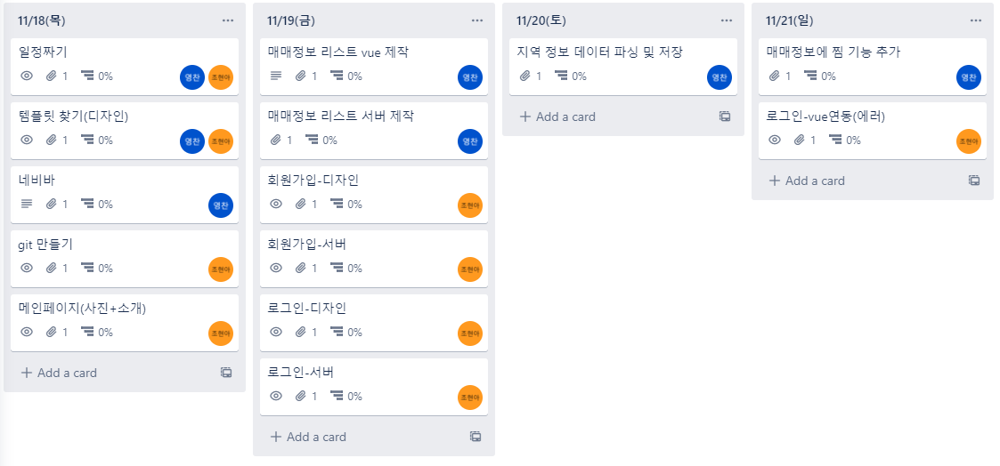 11/18(목)
일정짜기
1 0% 영찬 조현아
템플릿 찾기(디자인)
1 0% 영찬 조현아
네비바
1 0% 영찬
git 만들기
1 0% 조현아
메인페이지(사진+소개)
1 0% 조현아
+ Add a card
11/19(금)
매매정보 리스트 vue 제작
1 0% 영찬
매매정보 리스트 서버 제작
1 0% 영찬
회원가입-디자인
1 0% 조현아
회원가입-서버
1 0% 조현아
로그인-디자인
1 0% 조현아
로그인-서버
1 0% 조현아
+ Add a card
11/20(토)
지역 정보 데이터 파싱 및 저장
1 0% 영찬
+ Add a card
11/21(일)
매매정보에 찜 기능 추가
1 0% 영찬
로그인-vue연동(에러)
1 0% 조현아
+ Add a card